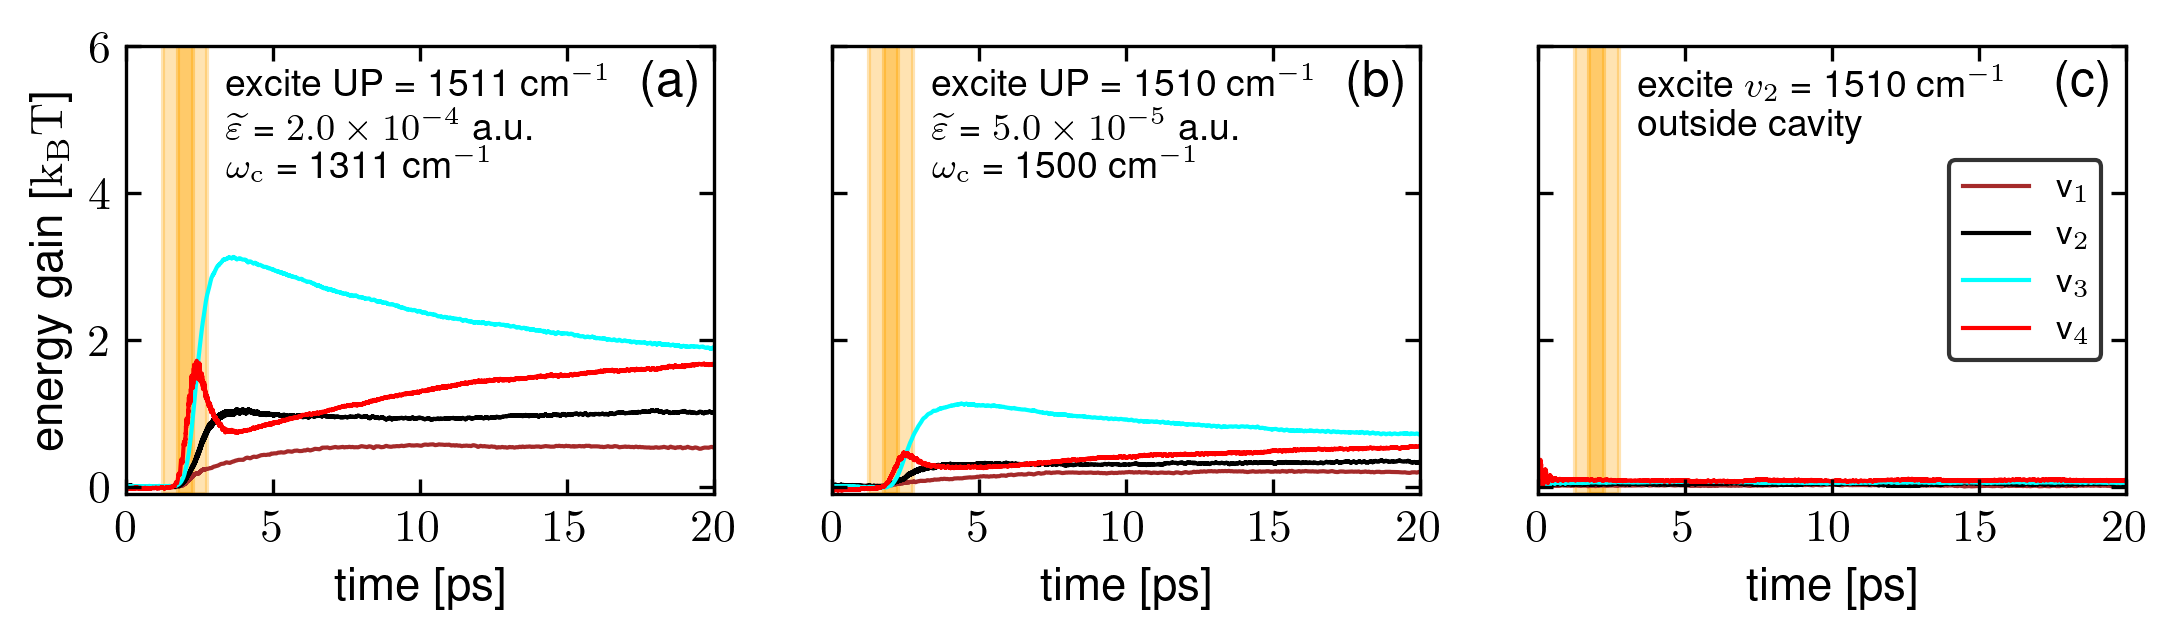 excite UP = 1511 cm⁻¹ (a)
ε̃ = 2.0 × 10⁻⁴ a.u.
ω_c = 1311 cm⁻¹
energy gain [k_BT]
6
4
2
0
0 5 10 15 20
time [ps]
excite UP = 1510 cm⁻¹ (b)
ε̃ = 5.0 × 10⁻⁵ a.u.
ω_c = 1500 cm⁻¹
0 5 10 15 20
time [ps]
excite v₂ = 1510 cm⁻¹ (c)
outside cavity
v₁
v₂
v₃
v₄
0 5 10 15 20
time [ps]